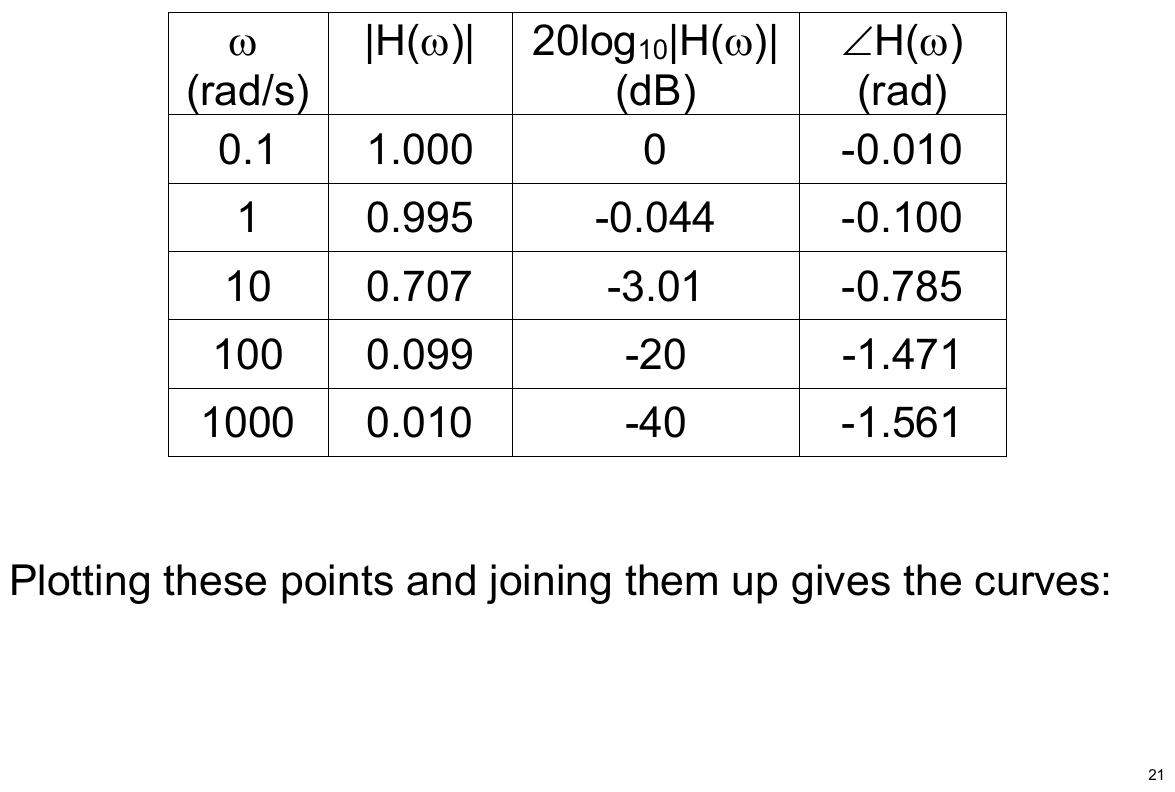 ω (rad/s) |H(ω)| 20log10|H(ω)| (dB) ∠H(ω) (rad)
0.1 1.000 0 -0.010
1 0.995 -0.044 -0.100
10 0.707 -3.01 -0.785
100 0.099 -20 -1.471
1000 0.010 -40 -1.561
Plotting these points and joining them up gives the curves:
21